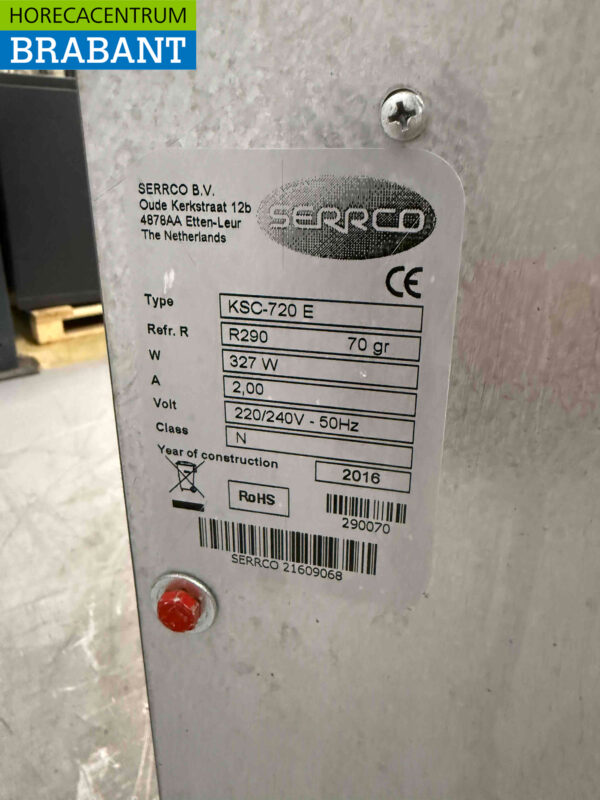 HORECACENTRUM
BRABANT
SERRCO B.V.
Oude Kerkstraat 12b
4878AA Etten-Leur
The Netherlands
SERRCO
CE
Type KSC-720 E
Refr. R R290 70 gr
W 327 W
A 2,00
Volt 220/240V - 50Hz
Class N
Year of construction 2016
RoHS
290070
SERRCO 21609068